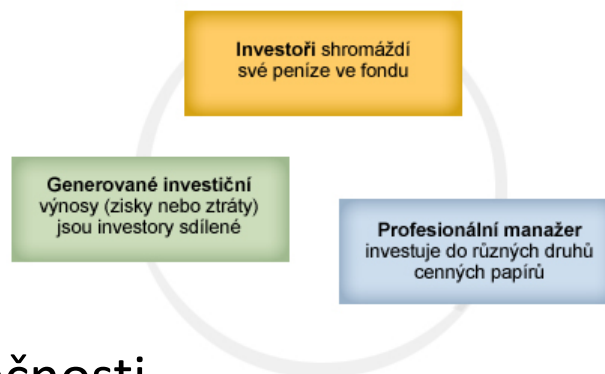 Investoři shromáždí
své peníze ve fondu
Generované investiční
výnosy (zisky nebo ztráty)
jsou investory sdílené
Profesionální manažer
investuje do různých druhů
cenných papírů